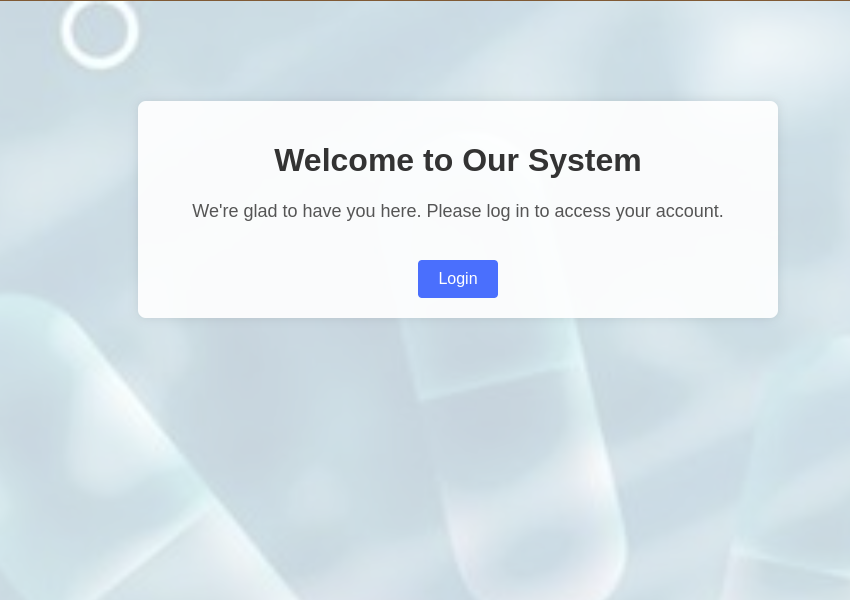 Welcome to Our System
We're glad to have you here. Please log in to access your account.
Login